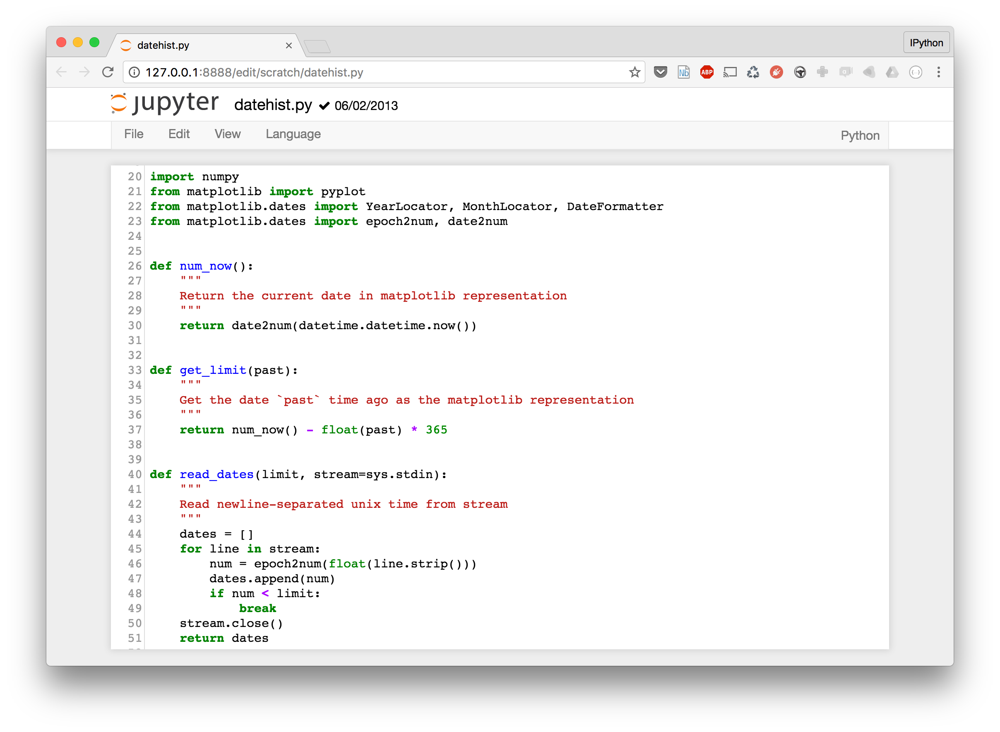 datehist.py
IPython
127.0.0.1:8888/edit/scratch/datehist.py
Nb
ABP
a
{...}
jupyter datehist.py 06/02/2013
File Edit View Language Python
20 import numpy
21 from matplotlib import pyplot
22 from matplotlib.dates import YearLocator, MonthLocator, DateFormatter
23 from matplotlib.dates import epoch2num, date2num
24
25
26 def num_now():
27     """
28     Return the current date in matplotlib representation
29     """
30     return date2num(datetime.datetime.now())
31
32
33 def get_limit(past):
34     """
35     Get the date `past` time ago as the matplotlib representation
36     """
37     return num_now() - float(past) * 365
38
39
40 def read_dates(limit, stream=sys.stdin):
41     """
42     Read newline-separated unix time from stream
43     """
44     dates = []
45     for line in stream:
46         num = epoch2num(float(line.strip()))
47         dates.append(num)
48         if num < limit:
49             break
50     stream.close()
51     return dates